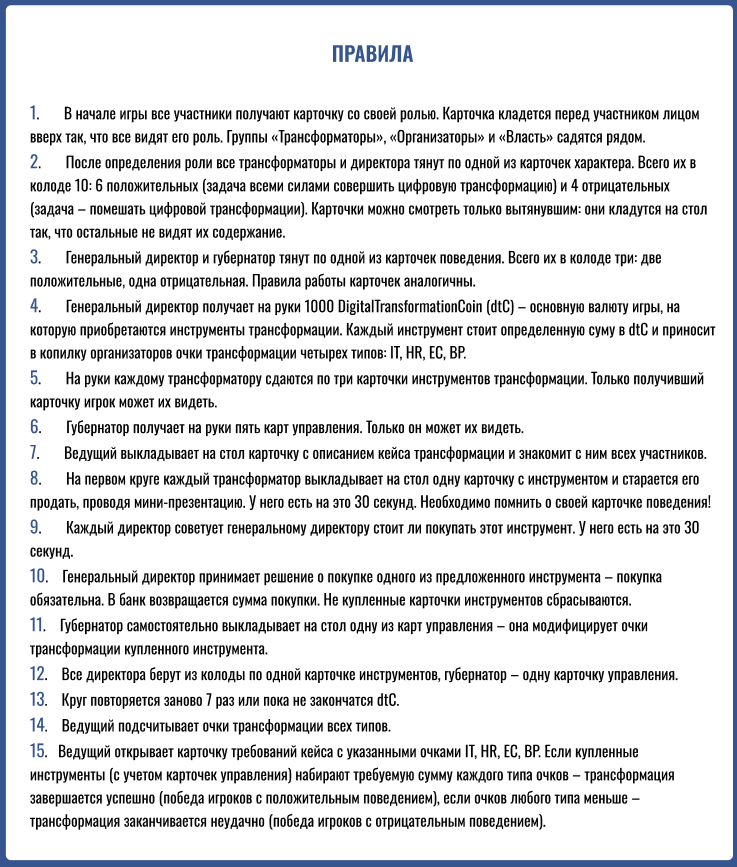 ПРАВИЛА
1. В начале игры все участники получают карточку со своей ролью. Карточка кладется перед участником лицом
вверх так, что все видят его роль. Группы «Трансформаторы», «Организаторы» и «Власть» садятся рядом.
2. После определения роли все трансформаторы и директора тянут по одной из карточек характера. Всего их в
колоде 10: 6 положительных (задача всеми силами совершить цифровую трансформацию) и 4 отрицательных
(задача – помешать цифровой трансформации). Карточки можно смотреть только вытянувшим: они кладутся на стол
так, что остальные не видят их содержание.
3. Генеральный директор и губернатор тянут по одной из карточек поведения. Всего их в колоде три: две
положительные, одна отрицательная. Правила работы карточек аналогичны.
4. Генеральный директор получает на руки 1000 DigitalTransformationCoin (dtC) – основную валюту игры, на
которую приобретаются инструменты трансформации. Каждый инструмент стоит определенную суму в dtC и приносит
в копилку организаторов очки трансформации четырех типов: IT, HR, EC, BP.
5. На руки каждому трансформатору сдаются по три карточки инструментов трансформации. Только получивший
карточку игрок может их видеть.
6. Губернатор получает на руки пять карт управления. Только он может их видеть.
7. Ведущий выкладывает на стол карточку с описанием кейса трансформации и знакомит с ним всех участников.
8. На первом круге каждый трансформатор выкладывает на стол одну карточку с инструментом и старается его
продать, проводя мини-презентацию. У него есть на это 30 секунд. Необходимо помнить о своей карточке поведения!
9. Каждый директор советует генеральному директору стоит ли покупать этот инструмент. У него есть на это 30
секунд.
10. Генеральный директор принимает решение о покупке одного из предложенного инструмента – покупка
обязательна. В банк возвращается сумма покупки. Не купленные карточки инструментов сбрасываются.
11. Губернатор самостоятельно выкладывает на стол одну из карт управления – она модифицирует очки
трансформации купленного инструмента.
12. Все директора берут из колоды по одной карточке инструментов, губернатор – одну карточку управления.
13. Круг повторяется заново 7 раз или пока не закончатся dtC.
14. Ведущий подсчитывает очки трансформации всех типов.
15. Ведущий открывает карточку требований кейса с указанными очками IT, HR, EC, BP. Если купленные
инструменты (с учетом карточек управления) набирают требуемую сумму каждого типа очков – трансформация
завершается успешно (победа игроков с положительным поведением), если очков любого типа меньше –
трансформация заканчивается неудачно (победа игроков с отрицательным поведением).